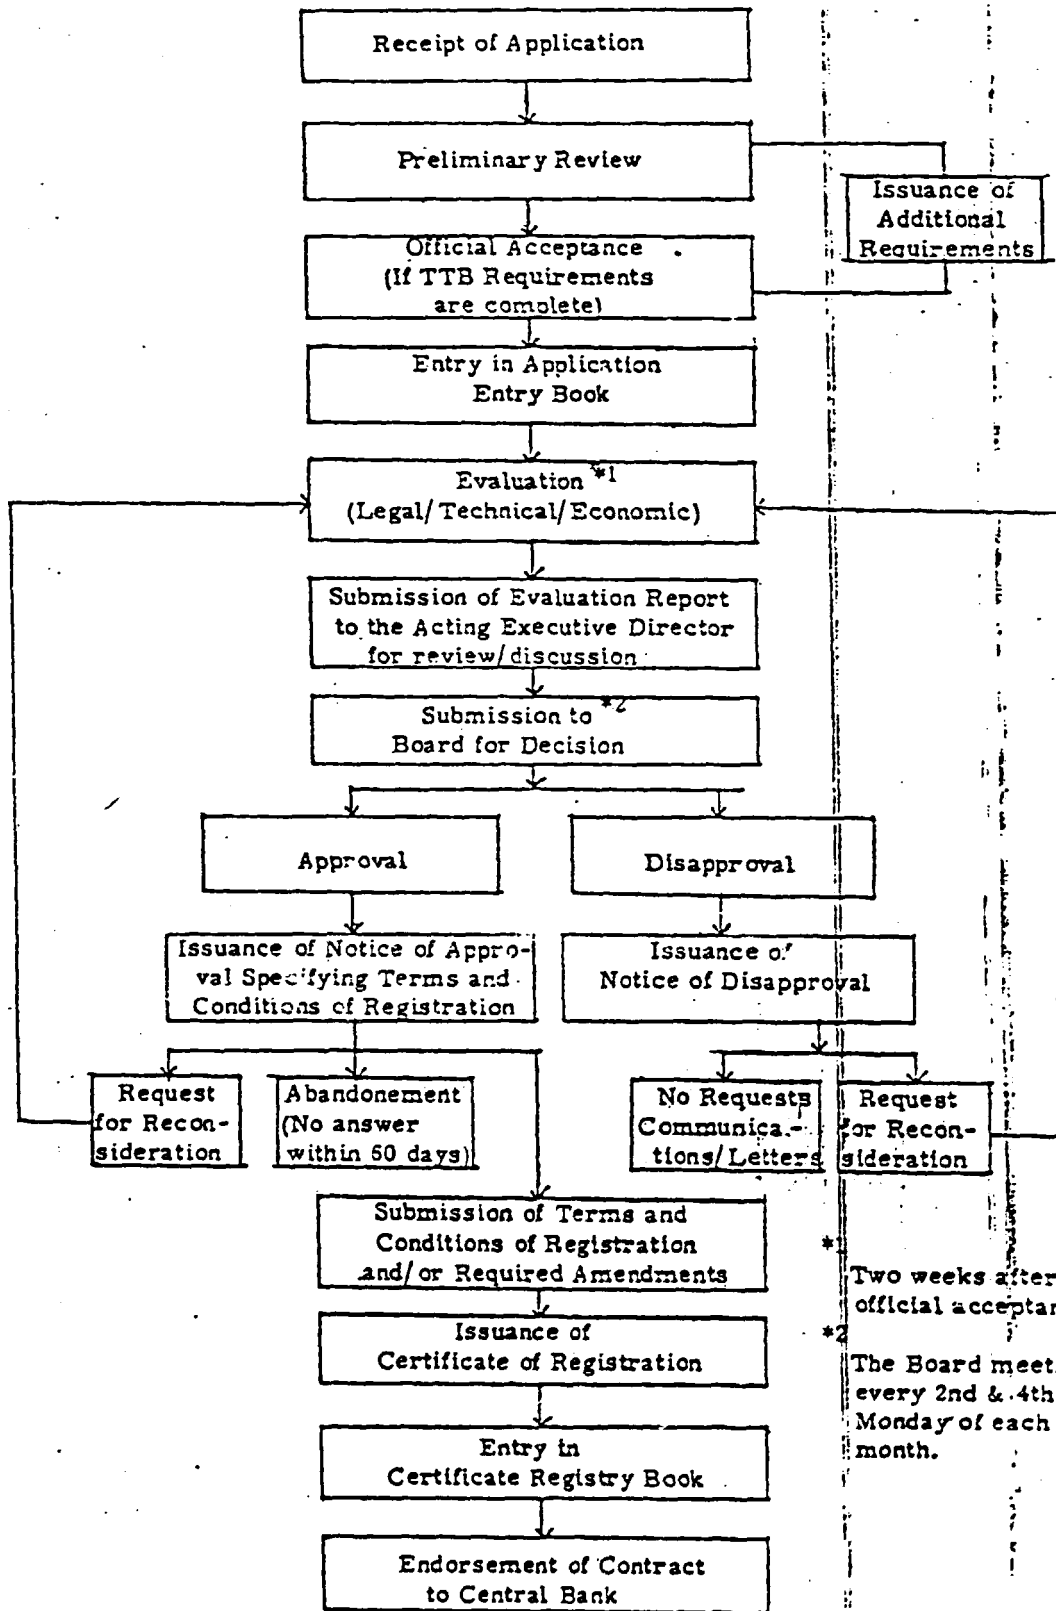 Receipt of Application
Preliminary Review
Issuance of
Additional
Requirements
Official Acceptance
(If TTB Requirements
are complete)
Entry in Application
Entry Book
Evaluation *1
(Legal/Technical/Economic)
Submission of Evaluation Report
to the Acting Executive Director
for review/discussion
Submission to *2
Board for Decision
Approval
Disapproval
Issuance of Notice of Appro-
val Specifying Terms and
Conditions of Registration
Issuance of
Notice of Disapproval
Request
for Recon-
sideration
Abandonement
(No answer
within 60 days)
No Requests
Communica-
tions/Letters
Request
for Recon-
sideration
Submission of Terms and
Conditions of Registration
and/or Required Amendments
Issuance of
Certificate of Registration
Entry in
Certificate Registry Book
Endorsement of Contract
to Central Bank
*1
Two weeks after
official acceptan
*2
The Board meet
every 2nd & 4th
Monday of each
month.